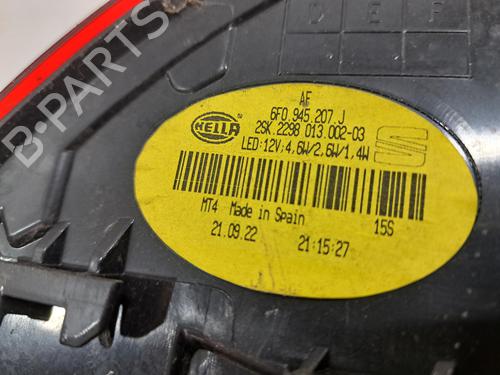 D E F
AF
6F0.945.207.J
HELLA
2SK.2298 013.002-03
LED:12V;4,6W/2,6W/1,4W
MT4 Made in Spain 15S
21.09.22 21:15:27
B-PARTS